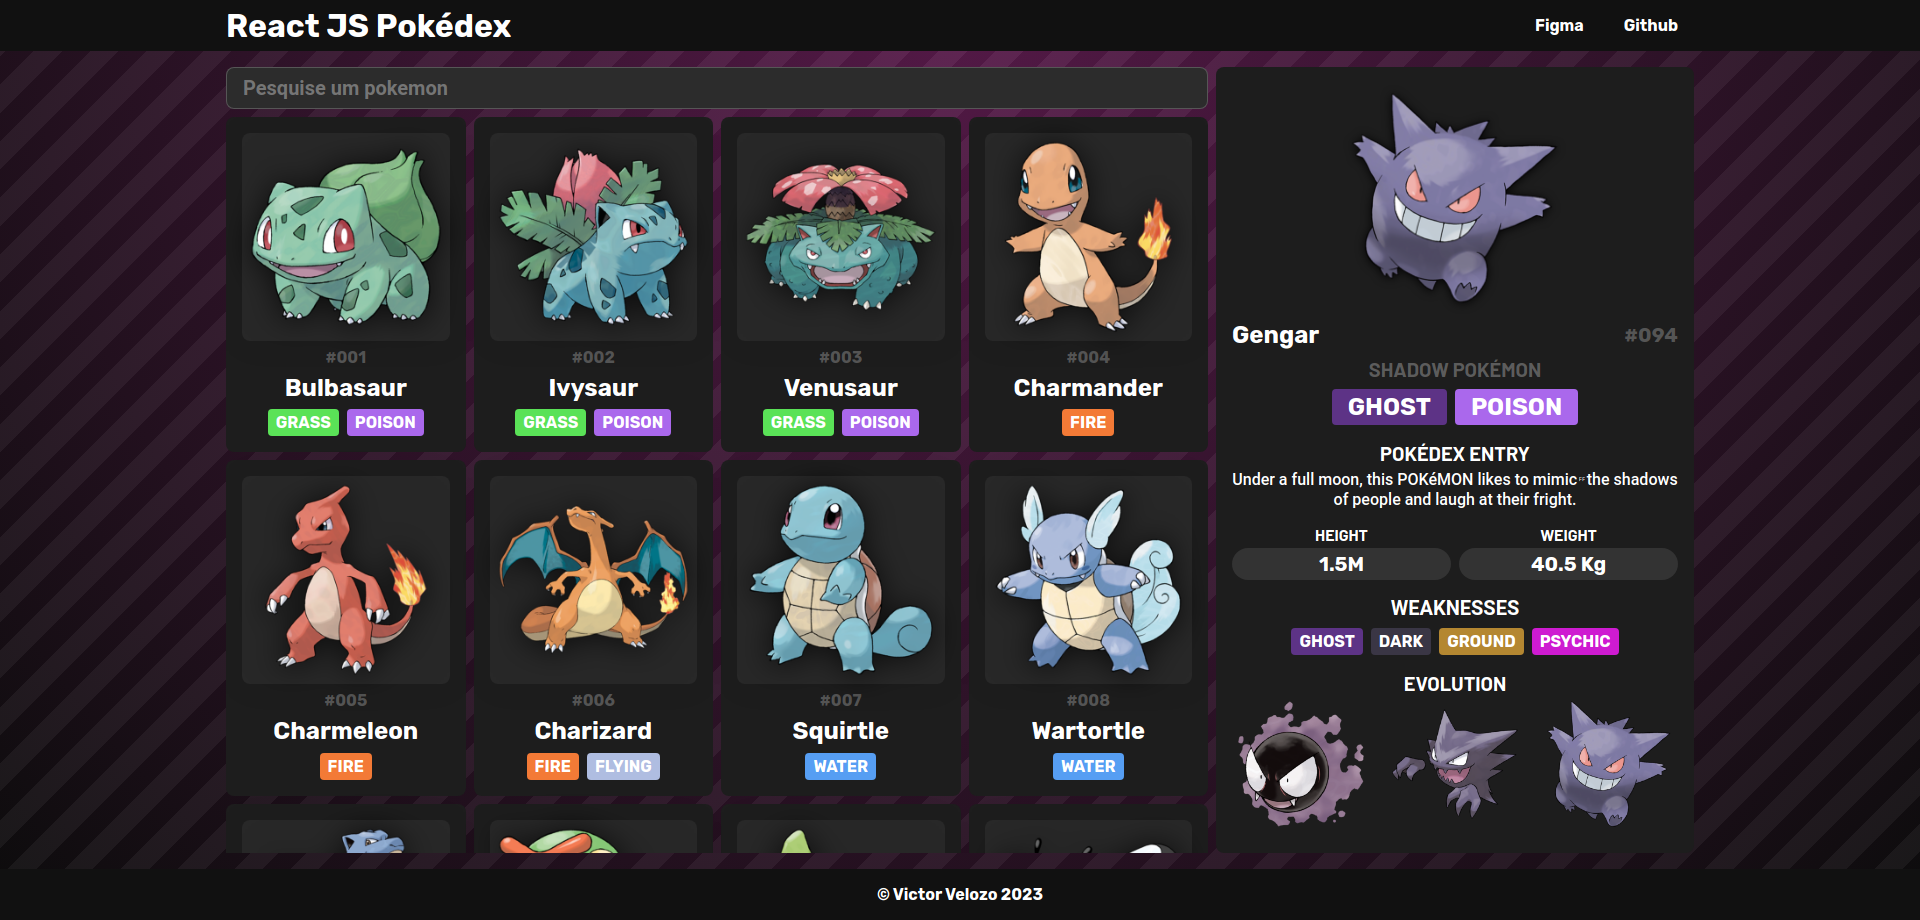 React JS Pokédex
Figma
Github
Pesquise um pokemon
#001
Bulbasaur
GRASS POISON
#002
Ivysaur
GRASS POISON
#003
Venusaur
GRASS POISON
#004
Charmander
FIRE
#005
Charmeleon
FIRE
#006
Charizard
FIRE FLYING
#007
Squirtle
WATER
#008
Wartortle
WATER
Gengar
#094
SHADOW POKÉMON
GHOST POISON
POKÉDEX ENTRY
Under a full moon, this POKéMON likes to mimic the shadows
of people and laugh at their fright.
HEIGHT
1.5M
WEIGHT
40.5 Kg
WEAKNESSES
GHOST DARK GROUND PSYCHIC
EVOLUTION
© Victor Velozo 2023